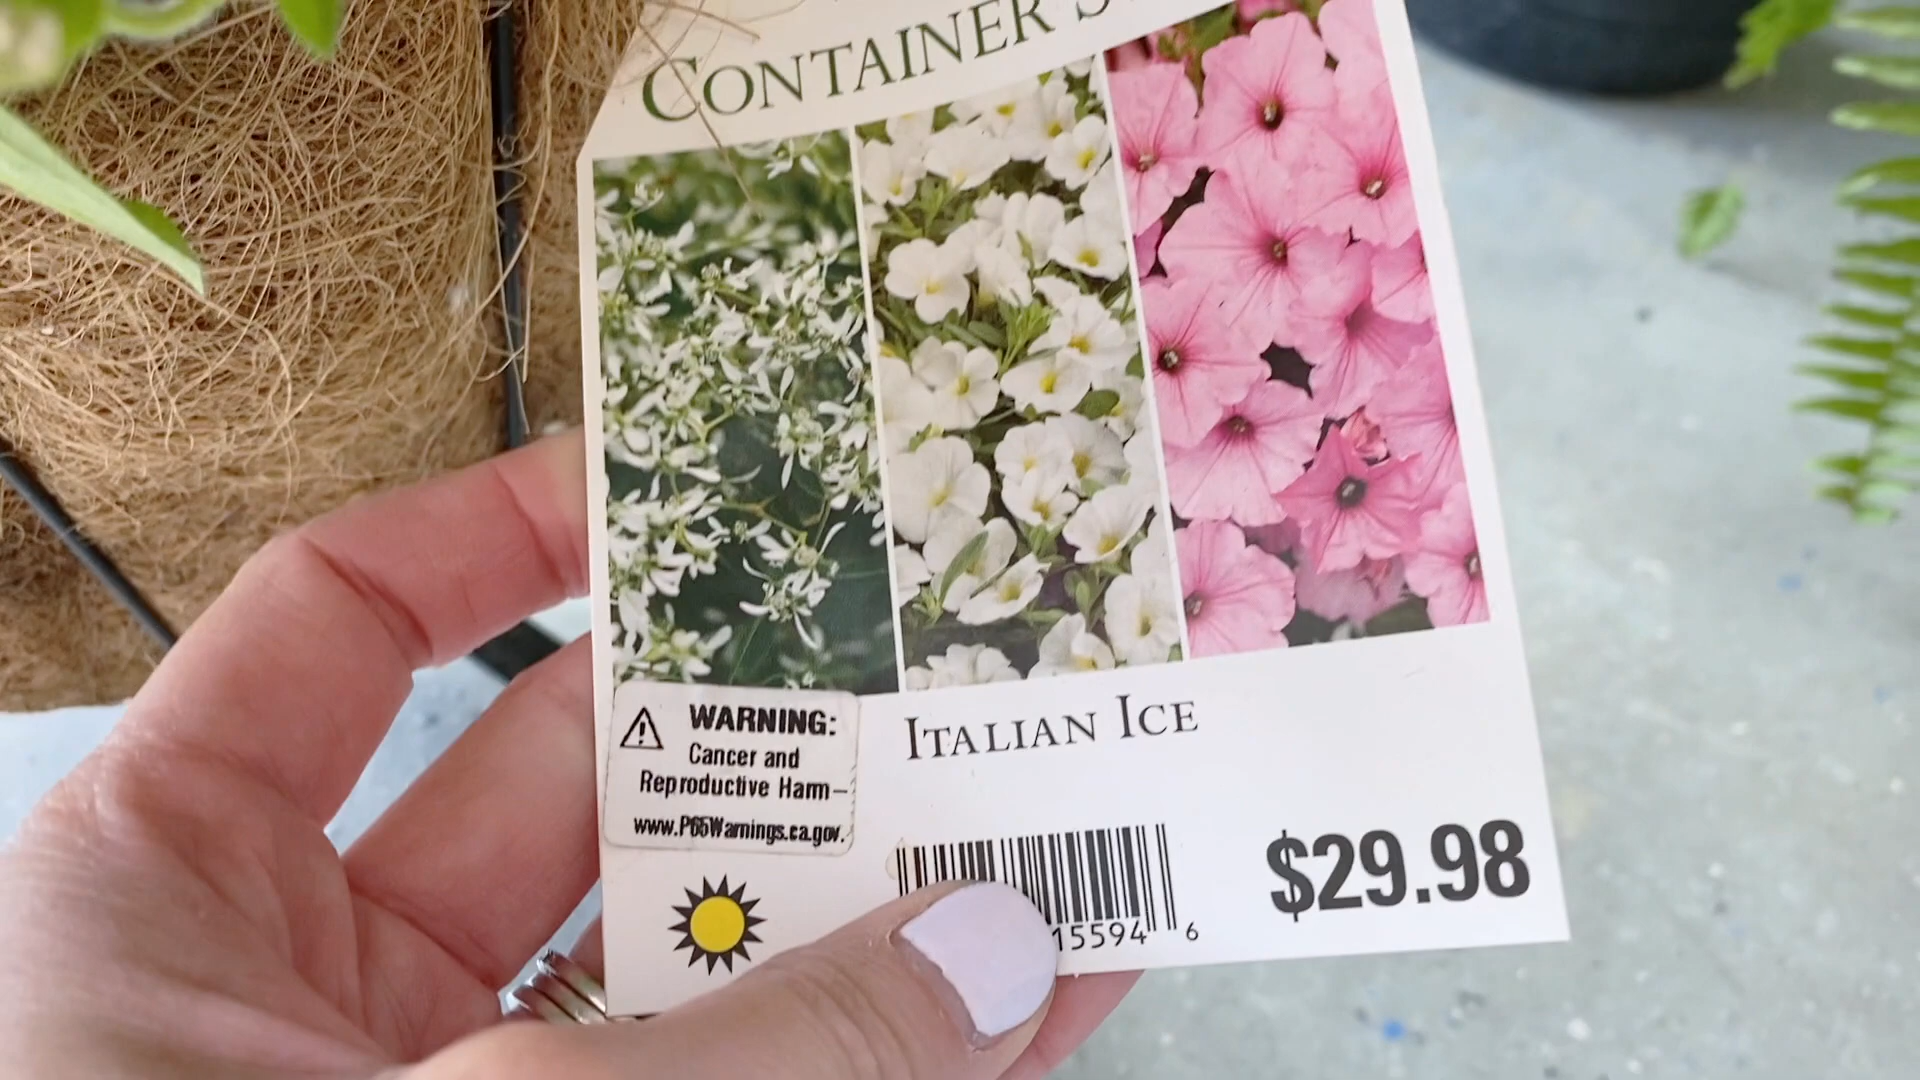 CONTAINER
WARNING:
Cancer and
Reproductive Harm–
www.P65Warnings.ca.gov.
ITALIAN ICE
15594 6
$29.98